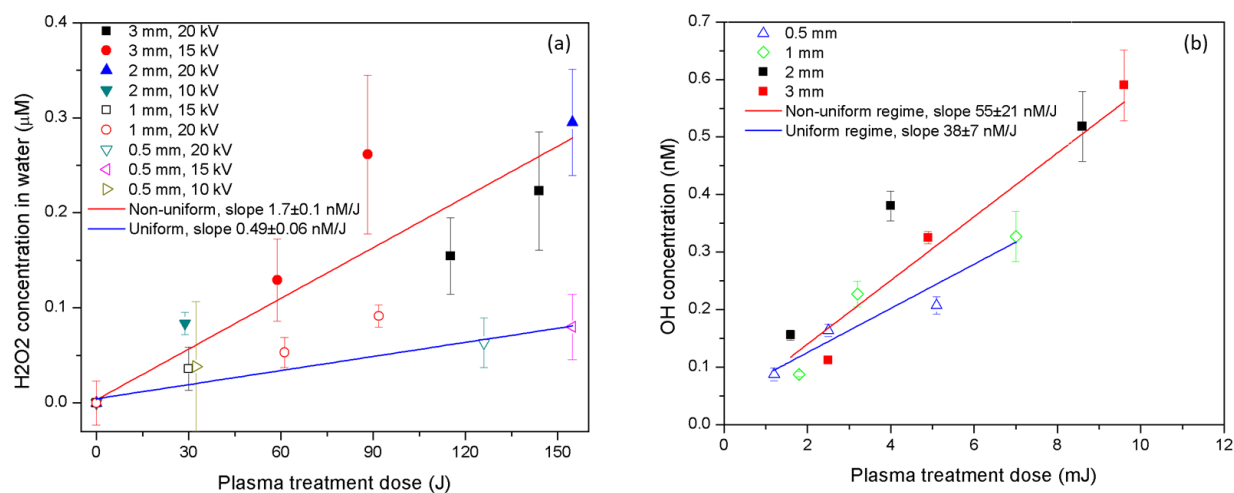 (a)
3 mm, 20 kV
3 mm, 15 kV
2 mm, 20 kV
2 mm, 10 kV
1 mm, 15 kV
1 mm, 20 kV
0.5 mm, 20 kV
0.5 mm, 15 kV
0.5 mm, 10 kV
Non-uniform, slope 1.7±0.1 nM/J
Uniform, slope 0.49±0.06 nM/J
H2O2 concentration in water (μM)
0.4
0.3
0.2
0.1
0.0
0
30
60
90
120
150
Plasma treatment dose (J)
(b)
0.5 mm
1 mm
2 mm
3 mm
Non-uniform regime, slope 55±21 nM/J
Uniform regime, slope 38±7 nM/J
OH concentration (nM)
0.7
0.6
0.5
0.4
0.3
0.2
0.1
0.0
0
2
4
6
8
10
12
Plasma treatment dose (mJ)